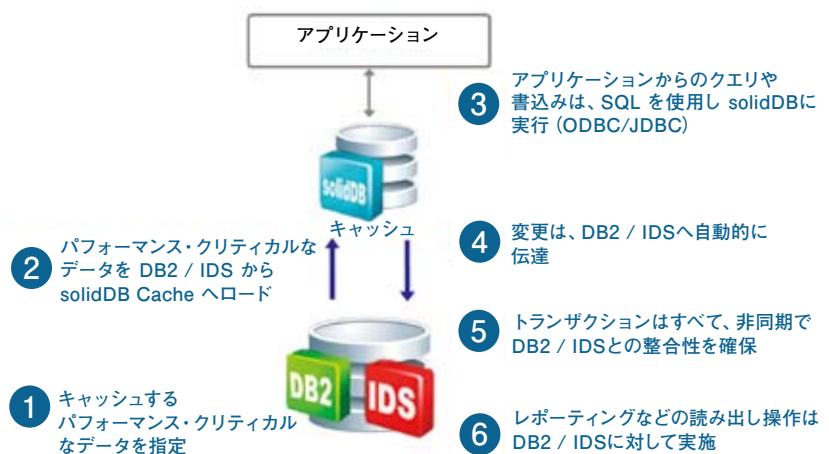 アプリケーション
3
アプリケーションからのクエリや
書込みは、SQL を使用し solidDBに
実行 (ODBC/JDBC)
solidDB
キャッシュ
4
変更は、DB2 / IDSへ自動的に
伝達
2
パフォーマンス・クリティカルな
データを DB2 / IDS から
solidDB Cache へロード
5
トランザクションはすべて、非同期で
DB2 / IDSとの整合性を確保
DB2
IDS
1
キャッシュする
パフォーマンス・クリティカル
なデータを指定
6
レポーティングなどの読み出し操作は
DB2 / IDSに対して実施